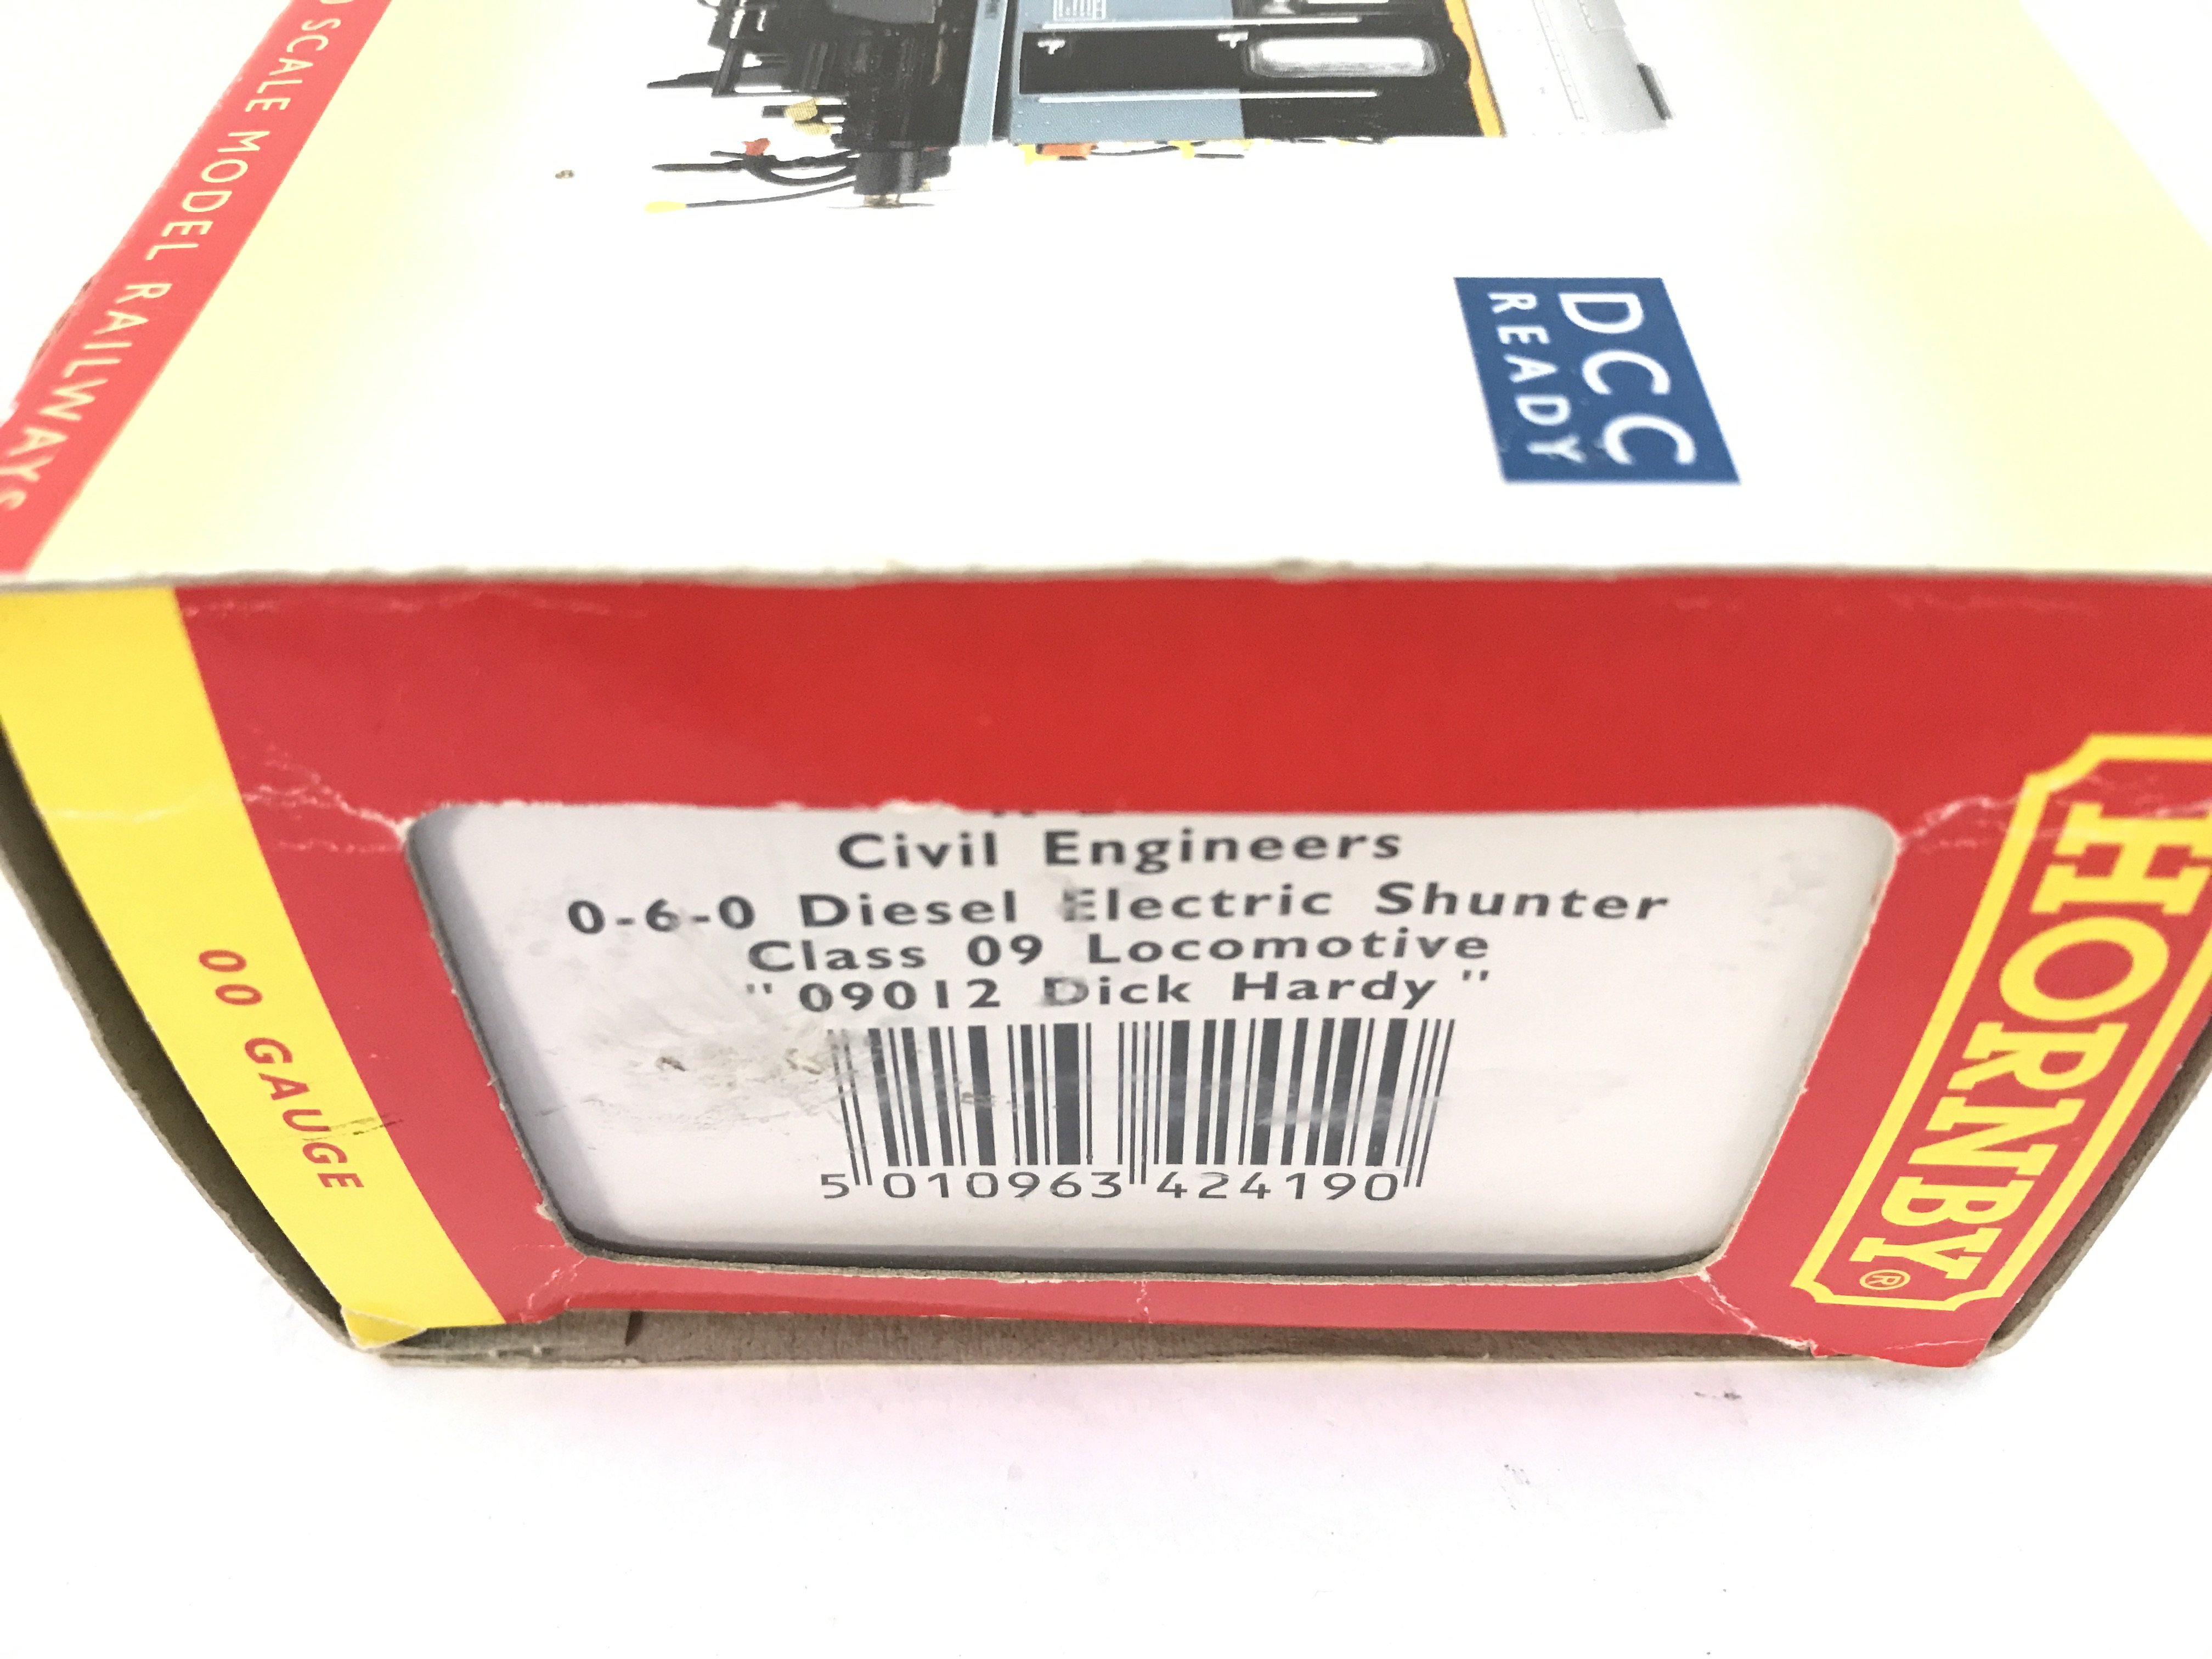 SCALE MODEL RAILWAYS
DCC
READY
Civil Engineers
0-6-0 Diesel Electric Shunter
Class 09 Locomotive
"09012 Dick Hardy"
5 010963 424190
00 GAUGE
HORNBY®